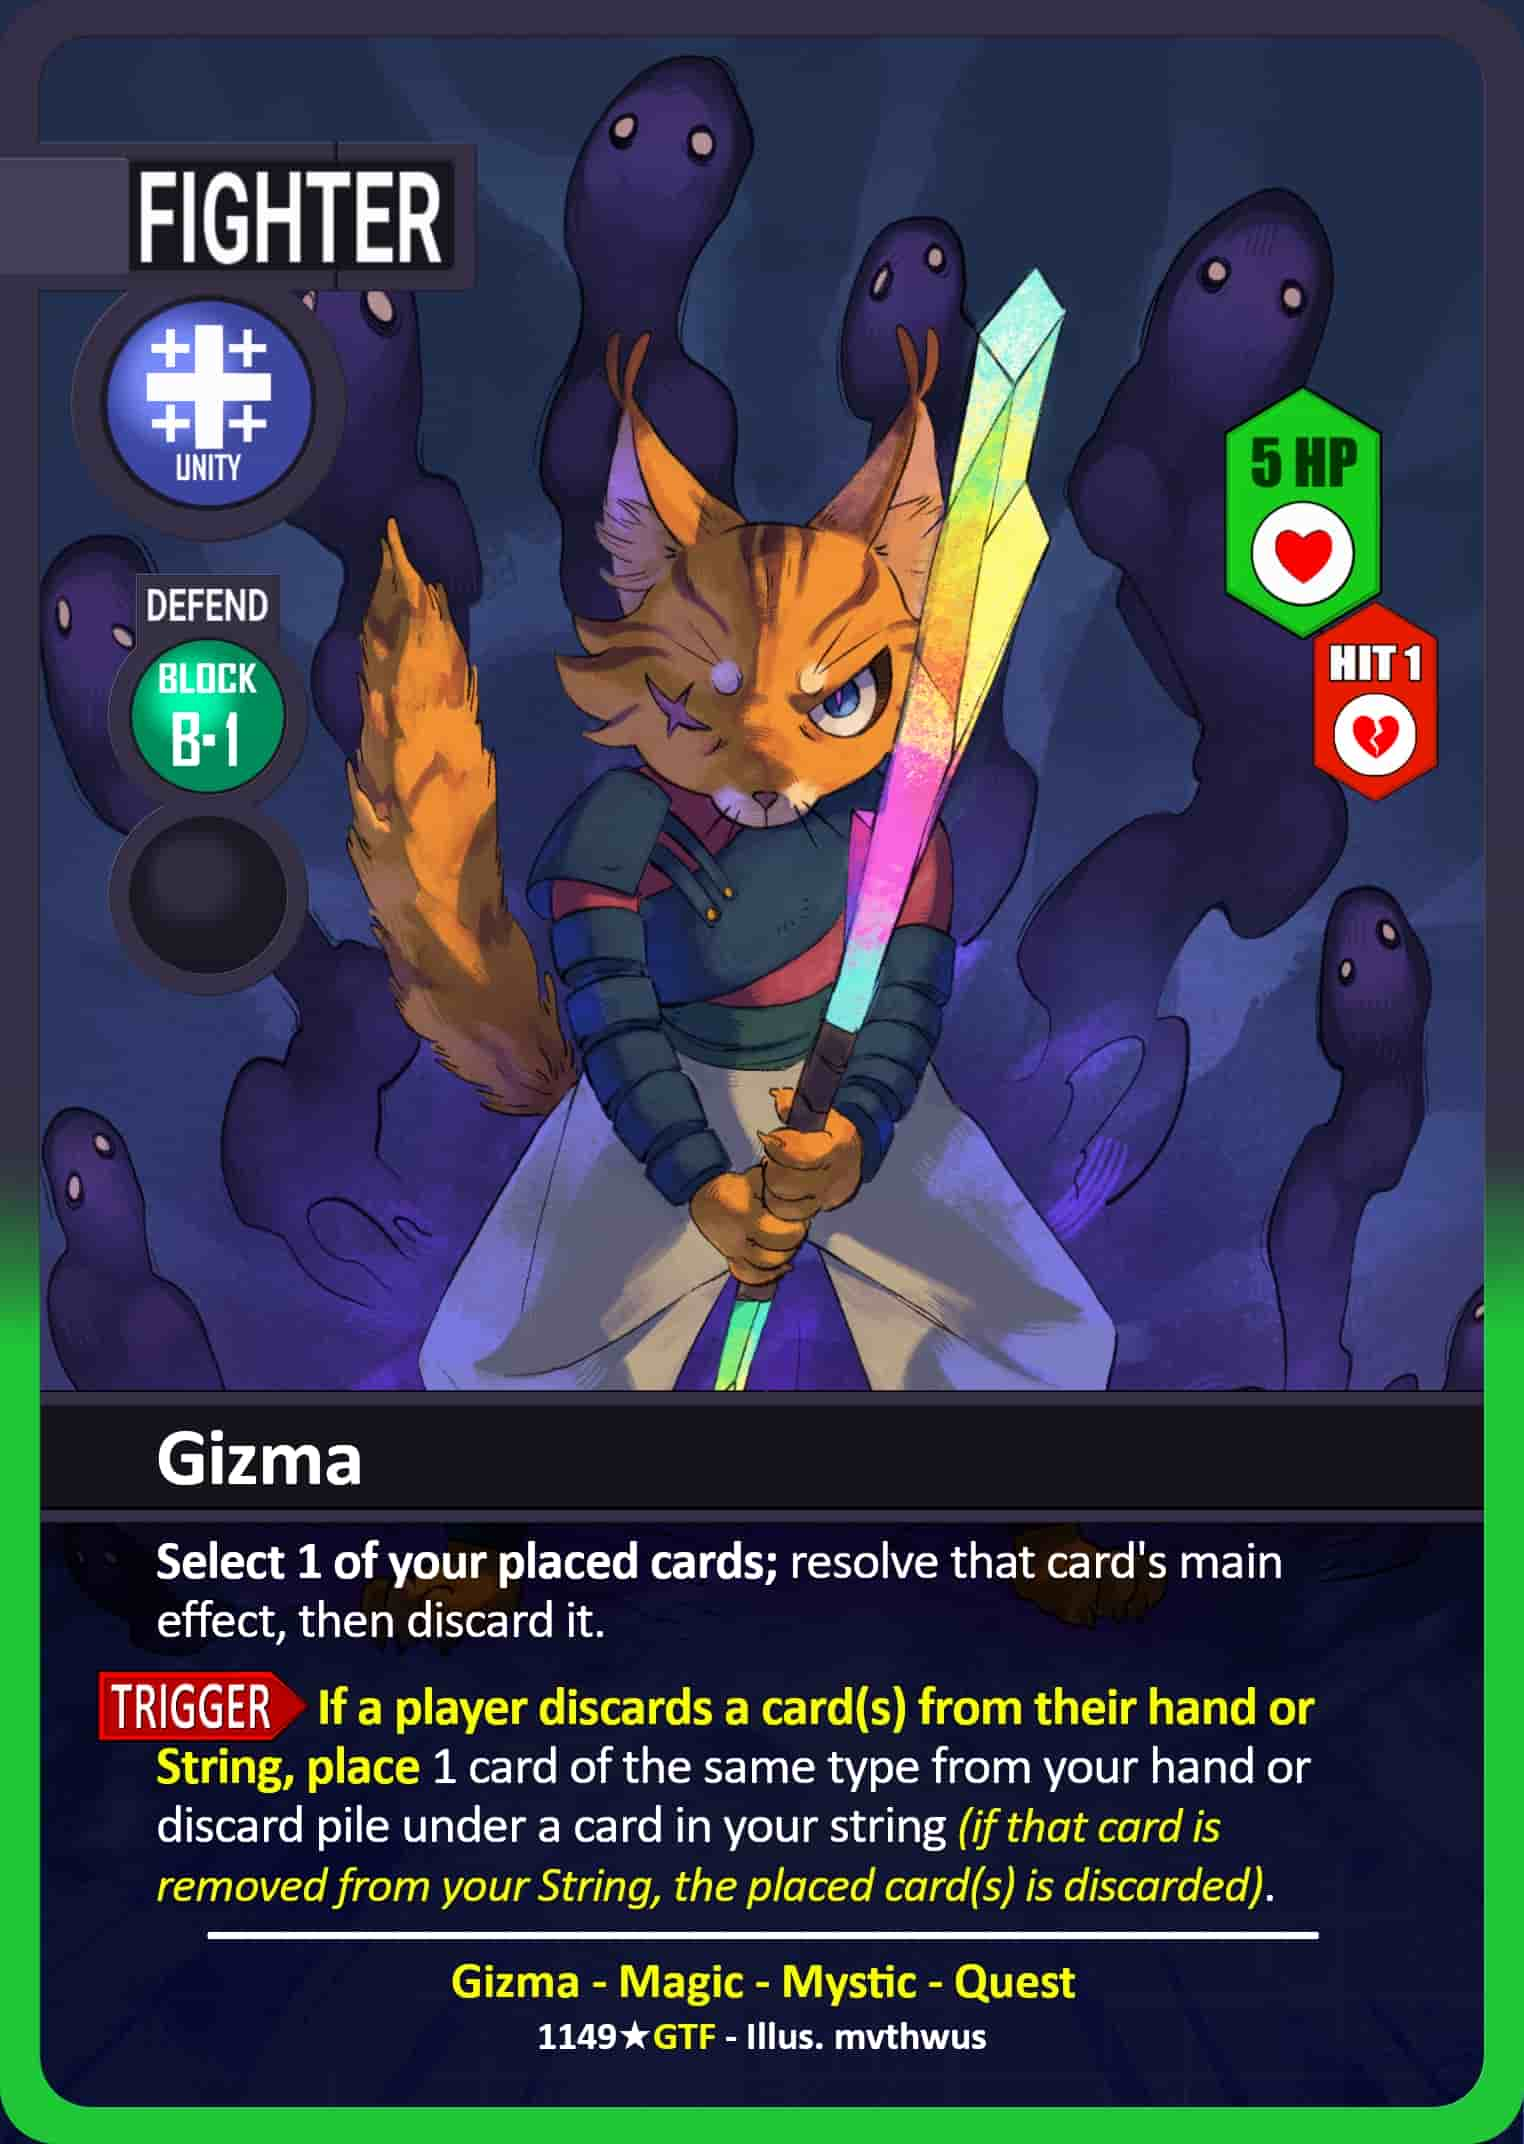 FIGHTER
UNITY
5 HP
DEFEND
HIT 1
BLOCK
B-1
Gizma
Select 1 of your placed cards; resolve that card's main
effect, then discard it.
TRIGGER If a player discards a card(s) from their hand or
String, place 1 card of the same type from your hand or
discard pile under a card in your string (if that card is
removed from your String, the placed card(s) is discarded).
Gizma - Magic - Mystic - Quest
1149★GTF - Illus. mvthwus